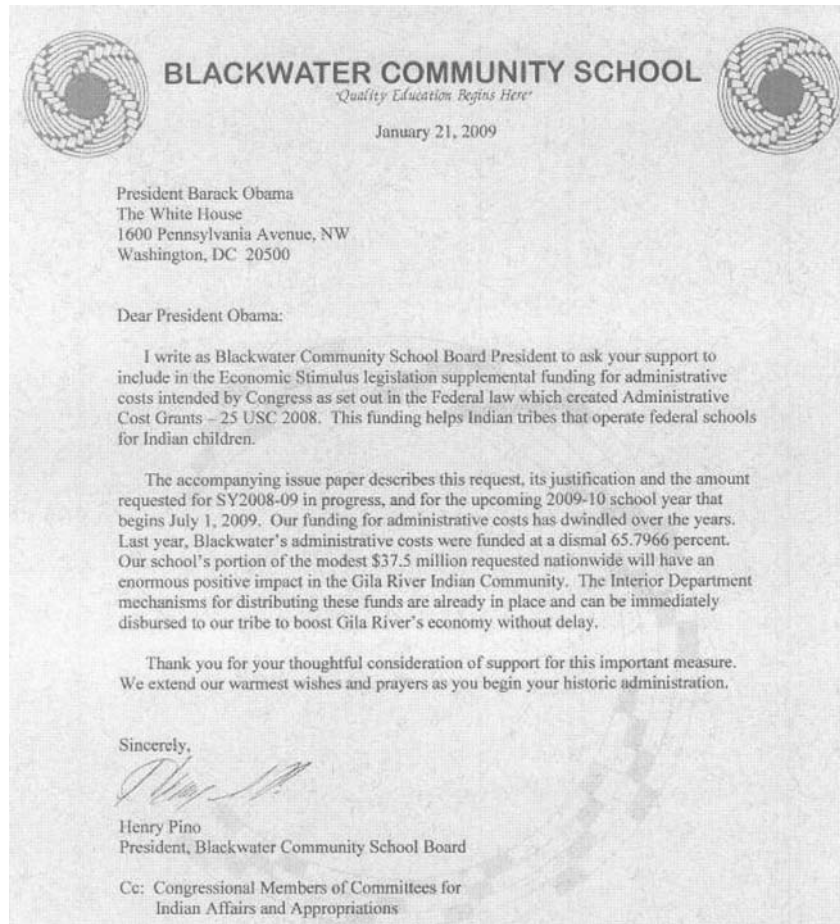 BLACKWATER COMMUNITY SCHOOL
"Quality Education Begins Here"
January 21, 2009
President Barack Obama
The White House
1600 Pennsylvania Avenue, NW
Washington, DC 20500
Dear President Obama:
I write as Blackwater Community School Board President to ask your support to
include in the Economic Stimulus legislation supplemental funding for administrative
costs intended by Congress as set out in the Federal law which created Administrative
Cost Grants – 25 USC 2008. This funding helps Indian tribes that operate federal schools
for Indian children.
The accompanying issue paper describes this request, its justification and the amount
requested for SY2008-09 in progress, and for the upcoming 2009-10 school year that
begins July 1, 2009. Our funding for administrative costs has dwindled over the years.
Last year, Blackwater's administrative costs were funded at a dismal 65.7966 percent.
Our school's portion of the modest $37.5 million requested nationwide will have an
enormous positive impact in the Gila River Indian Community. The Interior Department
mechanisms for distributing these funds are already in place and can be immediately
disbursed to our tribe to boost Gila River's economy without delay.
Thank you for your thoughtful consideration of support for this important measure.
We extend our warmest wishes and prayers as you begin your historic administration.
Sincerely,
Henry Pino
President, Blackwater Community School Board
Cc: Congressional Members of Committees for
Indian Affairs and Appropriations